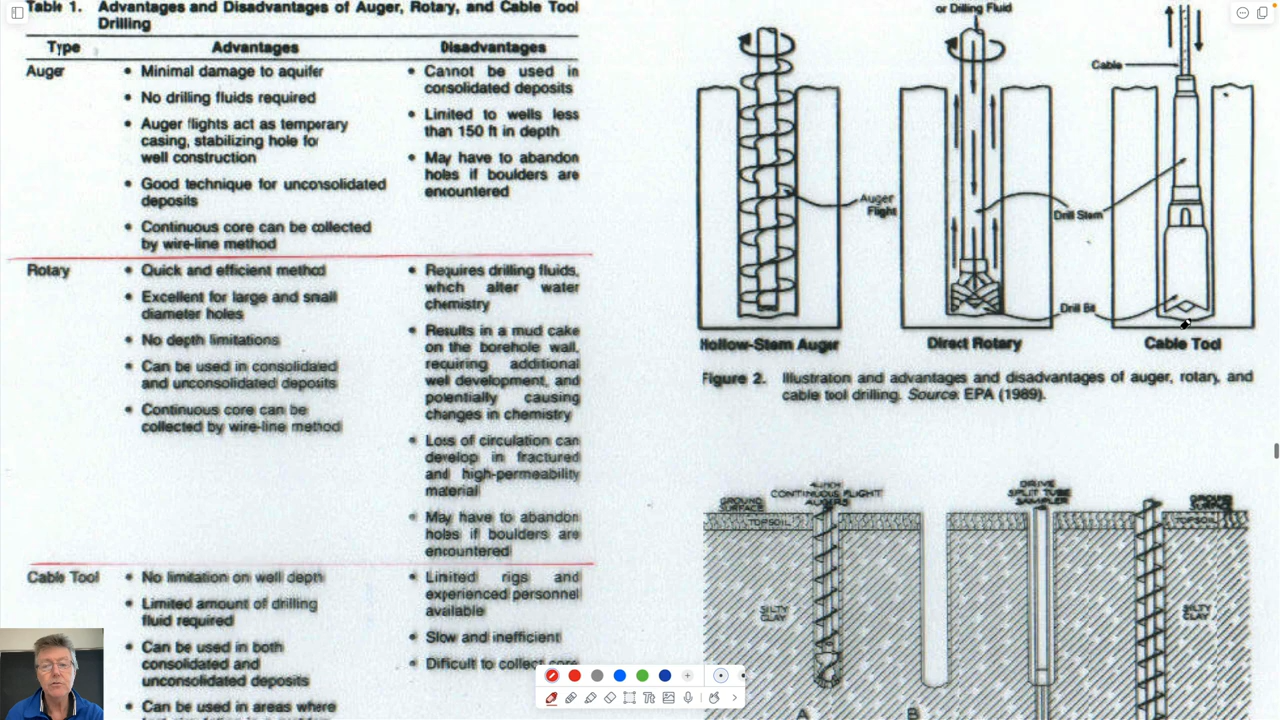 Table 1. Advantages and Disadvantages of Auger, Rotary, and Cable Tool
Drilling
Type
Advantages
Disadvantages
Auger
• Minimal damage to aquifer
• No drilling fluids required
• Auger flights act as temporary
casing, stabilizing hole for
well construction
• Good technique for unconsolidated
deposits
• Continuous core can be collected
by wire-line method
• Cannot be used in
consolidated deposits
• Limited to wells less
than 150 ft in depth
• May have to abandon
holes if boulders are
encountered
Rotary
• Quick and efficient method
• Excellent for large and small
diameter holes
• No depth limitations
• Can be used in consolidated
and unconsolidated deposits
• Continuous core can be
collected by wire-line method
• Requires drilling fluids,
which alter water
chemistry
• Results in a mud cake
on the borehole wall,
requiring additional
well development, and
potentially causing
changes in chemistry
• Loss of circulation can
develop in fractured
and high-permeability
material
• May have to abandon
holes if boulders are
encountered
Cable Tool
• No limitation on well depth
• Limited amount of drilling
fluid required
• Can be used in both
consolidated and
unconsolidated deposits
• Can be used in areas where
• Limited rigs and
experienced personnel
available
• Slow and inefficient
• Dificult to collect core
or Dilling Fluid
Cable
Auger
Flight
Drill Stem
Drill Bit
Hollow-Stem Auger
Direct Rotary
Cable Tool
Figure 2. Illustraton and advantages and disadvantages of auger, rotary, and
cable tool drilling. Source: EPA (1989).
GROUND
SURFACE
CONTINUOUS FLIGHT
AUGERS
DRIVE
SPLIT TUBE
SAMPLER
GROUND
SURFACE
TOPSOIL
TOPSOIL
SILTY
CLAY
SILTY
CLAY
A
B